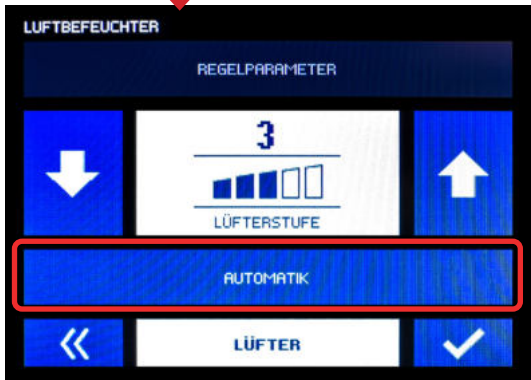 LUFTBEFEUCHTER
REGELPARAMETER
3
LÜFTERSTUFE
AUTOMATIK
LÜFTER